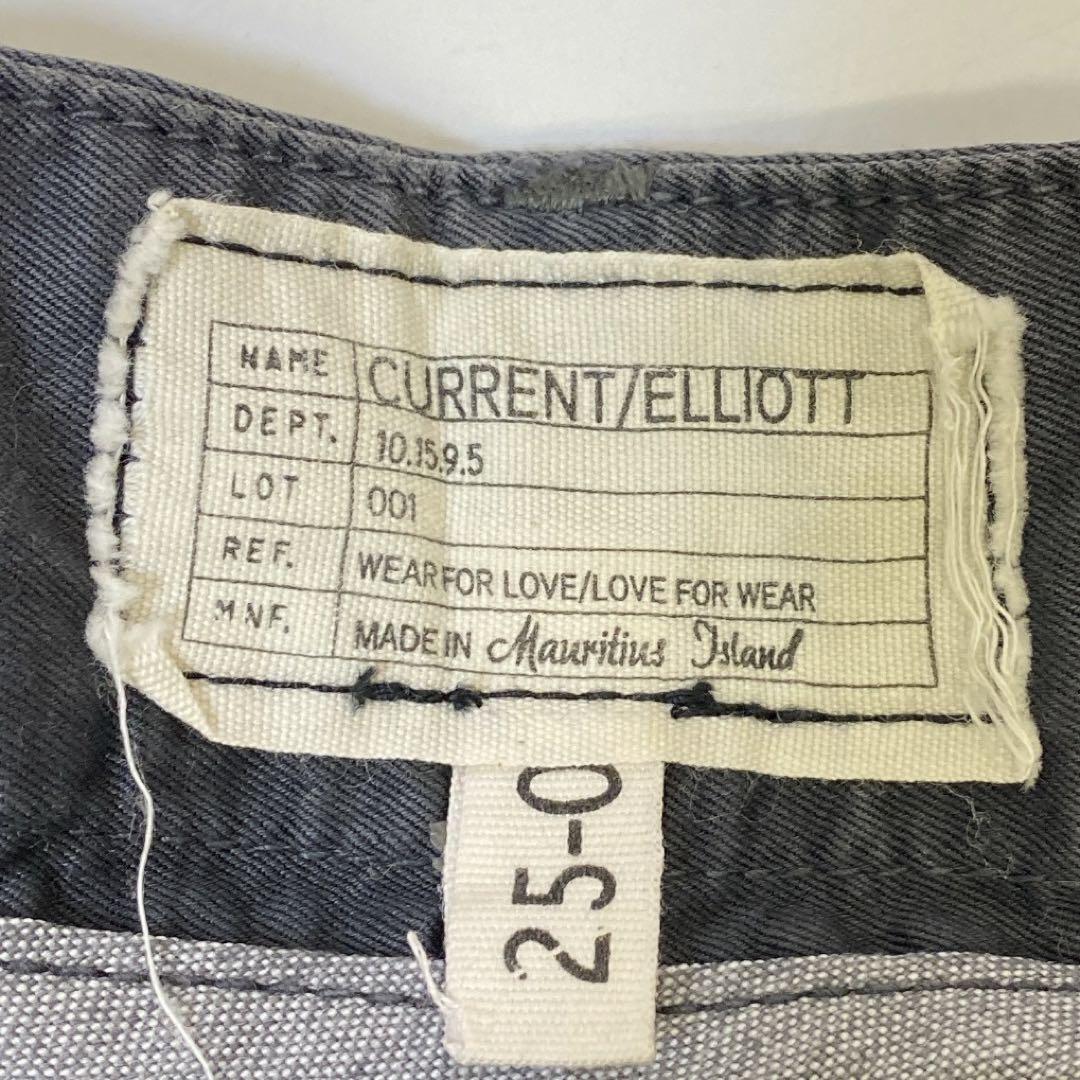 NAME CURRENT/ELLIOTT
DEPT. 10.15.9.5
LOT 001
REF. WEAR FOR LOVE/LOVE FOR WEAR
MNF. MADE IN Mauritius Island
25-0